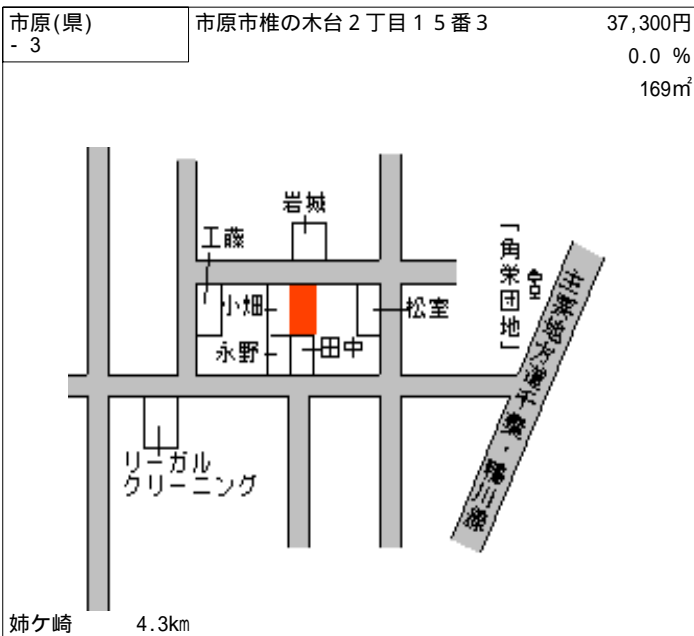 市原(県)
- 3
市原市椎の木台２丁目１５番３
37,300円
0.0 %
169㎡
岩城
工藤
小畑
松室
永野
田中
「角栄団地」
主要地方道千葉・鴨川線
リーガル
クリーニング
姉ケ崎 4.3km